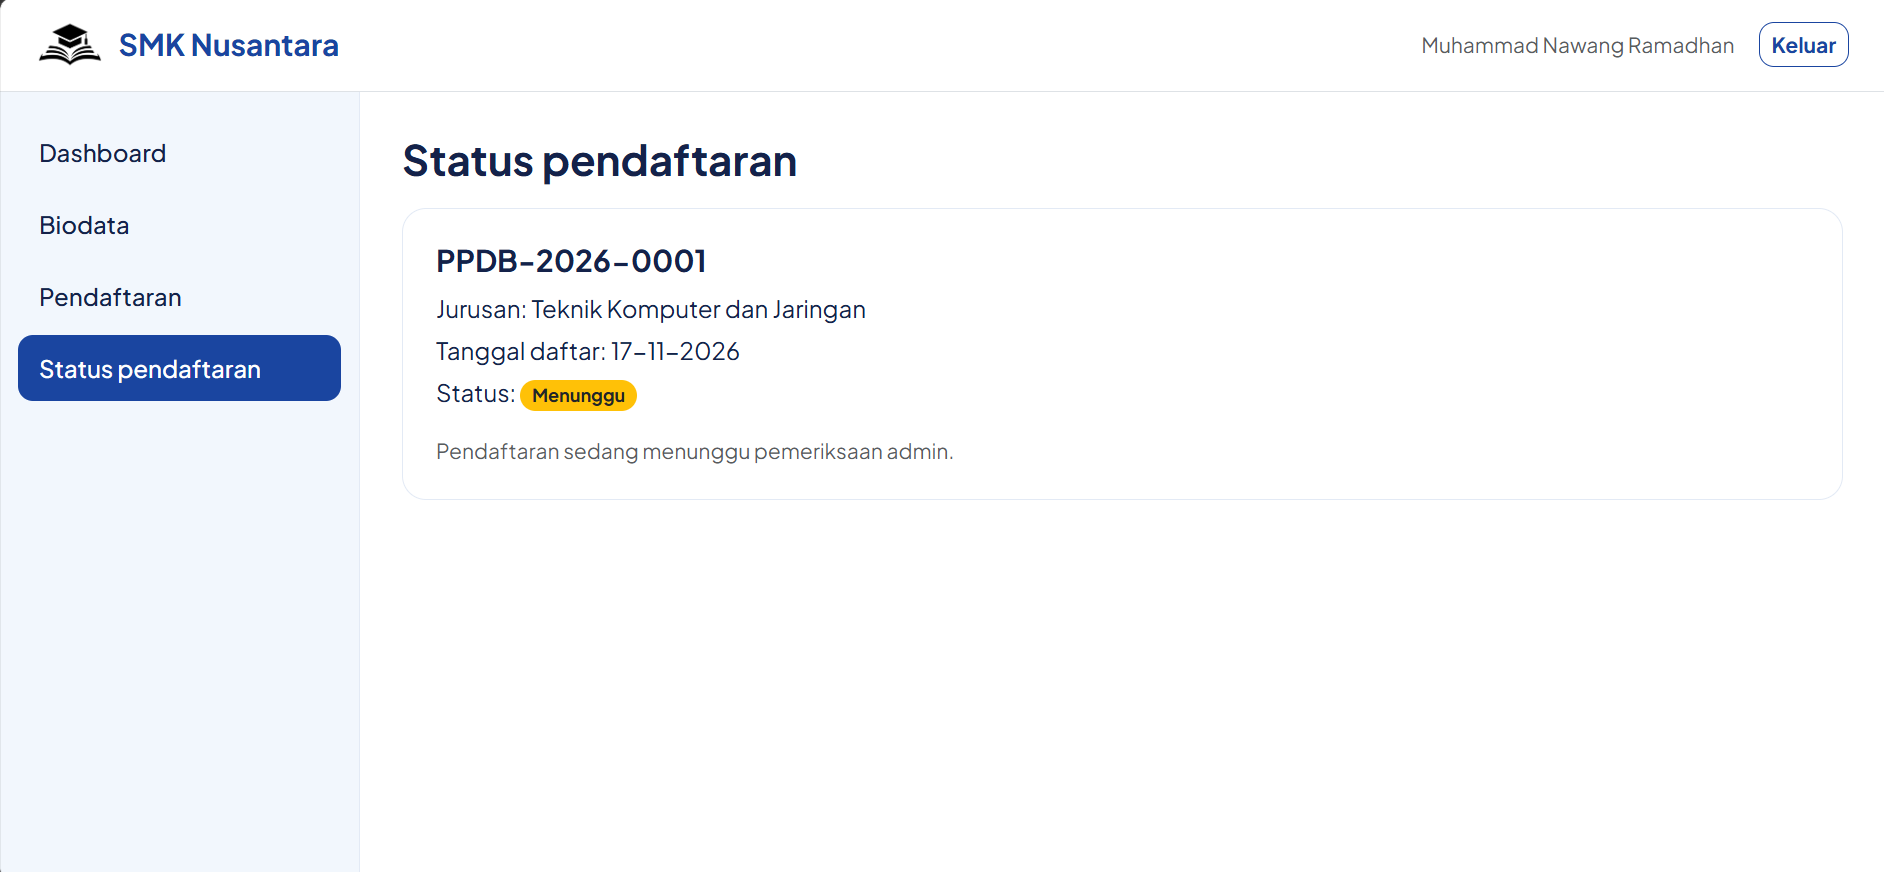 SMK Nusantara
Muhammad Nawang Ramadhan
Keluar
Dashboard
Biodata
Pendaftaran
Status pendaftaran
Status pendaftaran
PPDB-2026-0001
Jurusan: Teknik Komputer dan Jaringan
Tanggal daftar: 17-11-2026
Status: Menunggu
Pendaftaran sedang menunggu pemeriksaan admin.